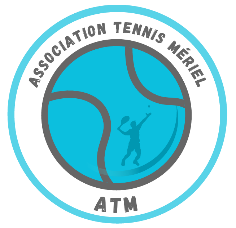 ASSOCIATION TENNIS MÉRIEL
ATM